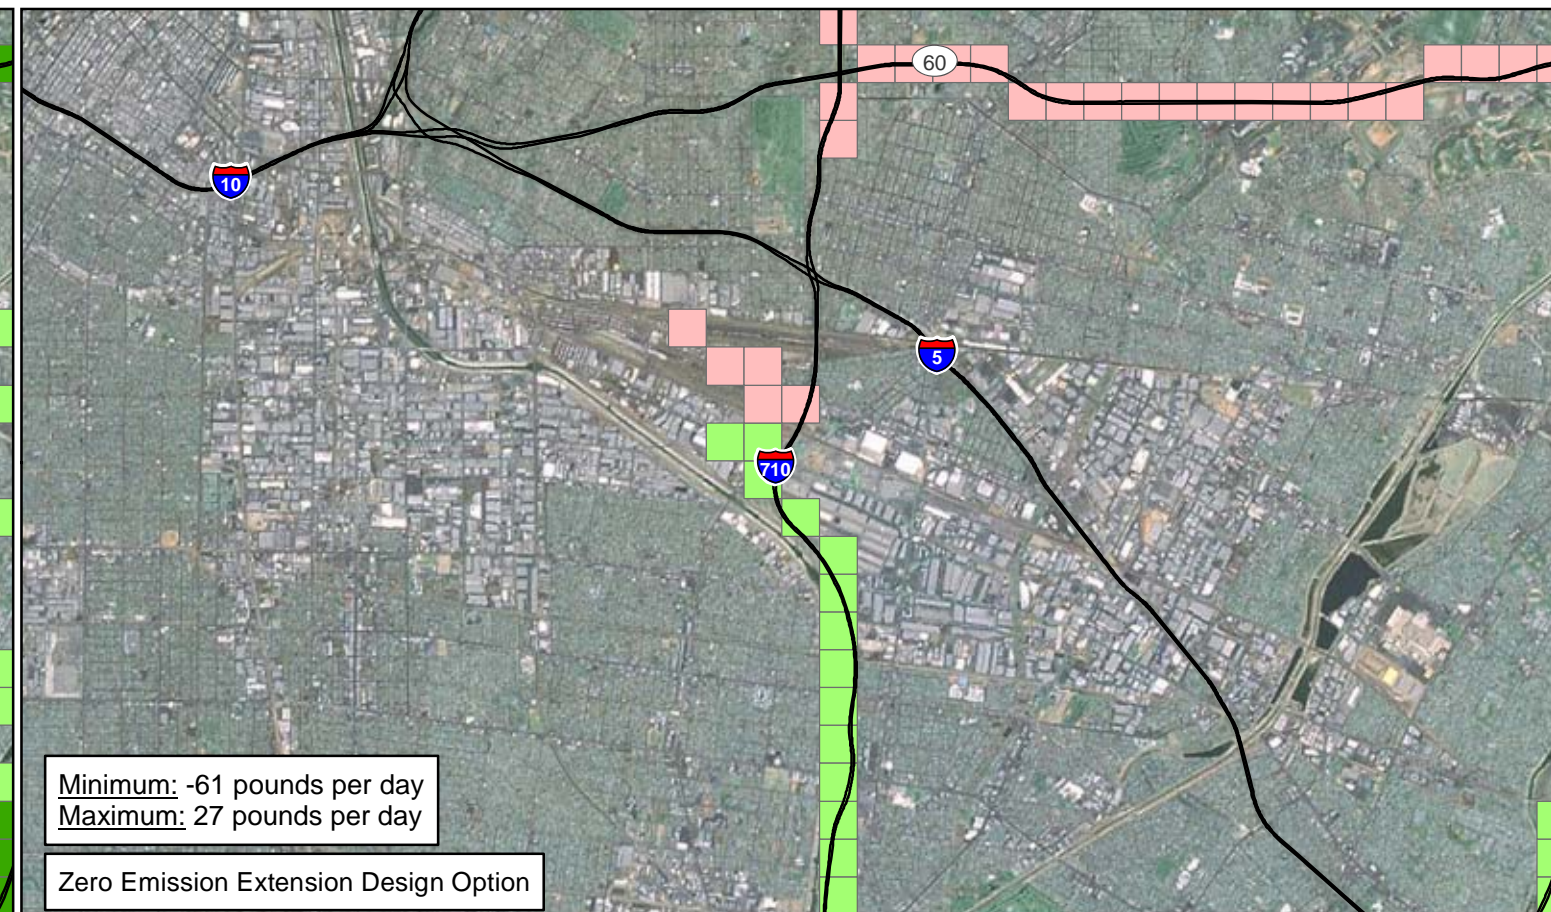 60
10
5
710
Minimum: -61 pounds per day
Maximum: 27 pounds per day
Zero Emission Extension Design Option